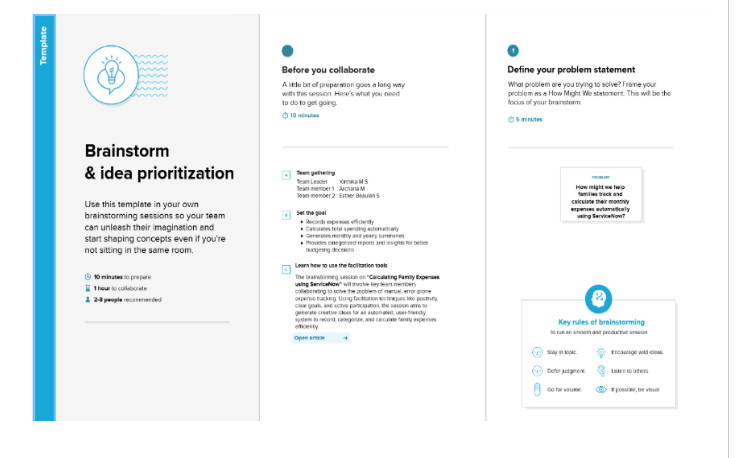 Template
Brainstorm
& idea prioritization
Use this template in your own
brainstorming sessions so your team
can unleash their imagination and
start shaping concepts even if you're
not sitting in the same room.
10 minutes to prepare
1 hour to collaborate
2-8 people recommended
Before you collaborate
A little bit of preparation goes a long way
with this session. Here's what you need
to do to get going.
10 minutes
A
Team gathering
Team Leader : Kirthika M S
Team member 1 : Archana M
Team member 2 : Esther Beaulah S
B
Set the goal
Records expenses efficiently
Calculates total spending automatically
Generates monthly and yearly summaries
Provides categorized reports and insights for better
budgeting decisions
C
Learn how to use the facilitation tools
The brainstorming session on "Calculating Family Expenses
using ServiceNow" will involve key team members
collaborating to solve the problem of manual, error-prone
expense tracking. Using facilitation techniques like positivity,
clear goals, and active participation, the session aims to
generate creative ideas for an automated, user-friendly
system to record, categorize, and calculate family expenses
efficiently.
Open article →
1
Define your problem statement
What problem are you trying to solve? Frame your
problem as a How Might We statement. This will be the
focus of your brainstorm.
5 minutes
PROBLEM
How might we help
families track and
calculate their monthly
expenses automatically
using ServiceNow?
Key rules of brainstorming
To run an smooth and productive session
Stay in topic. Encourage wild ideas.
Defer judgment. Listen to others.
Go for volume. If possible, be visual.